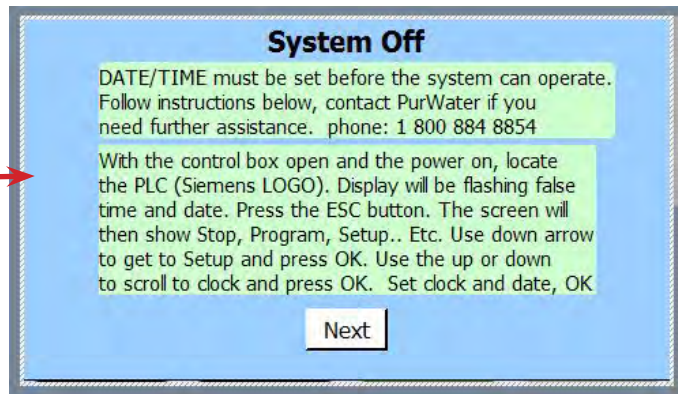 System Off
DATE/TIME must be set before the system can operate.
Follow instructions below, contact PurWater if you
need further assistance.  phone: 1 800 884 8854
With the control box open and the power on, locate
the PLC (Siemens LOGO). Display will be flashing false
time and date. Press the ESC button. The screen will
then show Stop, Program, Setup.. Etc. Use down arrow
to get to Setup and press OK. Use the up or down
to scroll to clock and press OK.  Set clock and date, OK
Next